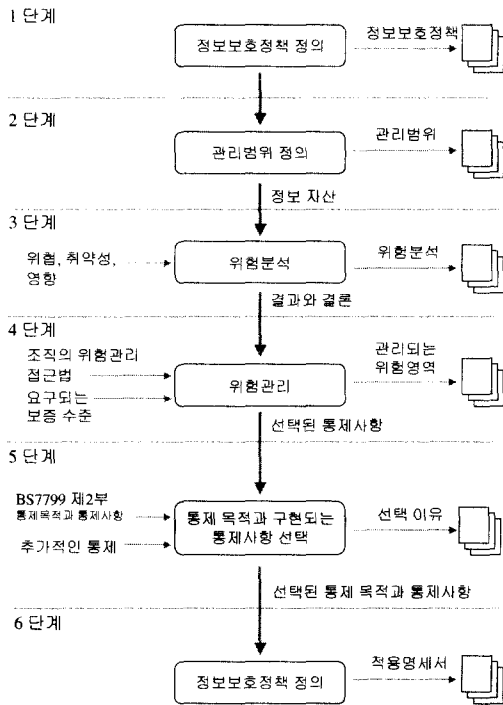 1 단계
정보보호정책 정의
정보보호정책
2 단계
관리범위 정의
관리범위
정보 자산
3 단계
위협, 취약성,
영향
위험분석
위험분석
결과와 결론
4 단계
조직의 위험관리
접근법
요구되는
보증 수준
위험관리
관리되는
위험영역
선택된 통제사항
5 단계
BS7799 제2부
통제목적과 통제사항
추가적인 통제
통제 목적과 구현되는
통제사항 선택
선택 이유
선택된 통제 목적과 통제사항
6 단계
정보보호정책 정의
적용명세서